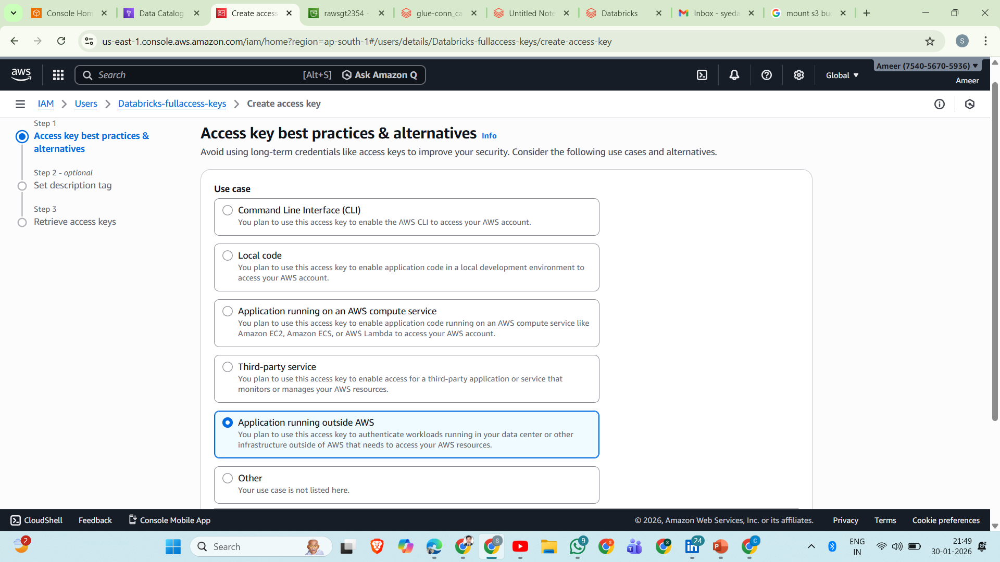 Console Hom
Data Catalog
Create access
rawsgt2354 -
glue-conn_ca
Untitled Note
Databricks
Inbox - syeda
mount s3 buc
us-east-1.console.aws.amazon.com/iam/home?region=ap-south-1#/users/details/Databricks-fullaccess-keys/create-access-key
S
aws
Search
[Alt+S]
Ask Amazon Q
Global
Ameer (7540-5670-5936)
Ameer
IAM
Users
Databricks-fullaccess-keys
Create access key
Step 1
Access key best practices &
alternatives
Step 2 - optional
Set description tag
Step 3
Retrieve access keys
Access key best practices & alternatives Info
Avoid using long-term credentials like access keys to improve your security. Consider the following use cases and alternatives.
Use case
Command Line Interface (CLI)
You plan to use this access key to enable the AWS CLI to access your AWS account.
Local code
You plan to use this access key to enable application code in a local development environment to
access your AWS account.
Application running on an AWS compute service
You plan to use this access key to enable application code running on an AWS compute service like
Amazon EC2, Amazon ECS, or AWS Lambda to access your AWS account.
Third-party service
You plan to use this access key to enable access for a third-party application or service that
monitors or manages your AWS resources.
Application running outside AWS
You plan to use this access key to authenticate workloads running in your data center or other
infrastructure outside of AWS that needs to access your AWS resources.
Other
Your use case is not listed here.
CloudShell
Feedback
Console Mobile App
© 2026, Amazon Web Services, Inc. or its affiliates.
Privacy
Terms
Cookie preferences
2
Search
S
9
S
24
C
ENG
IN
21:49
30-01-2026